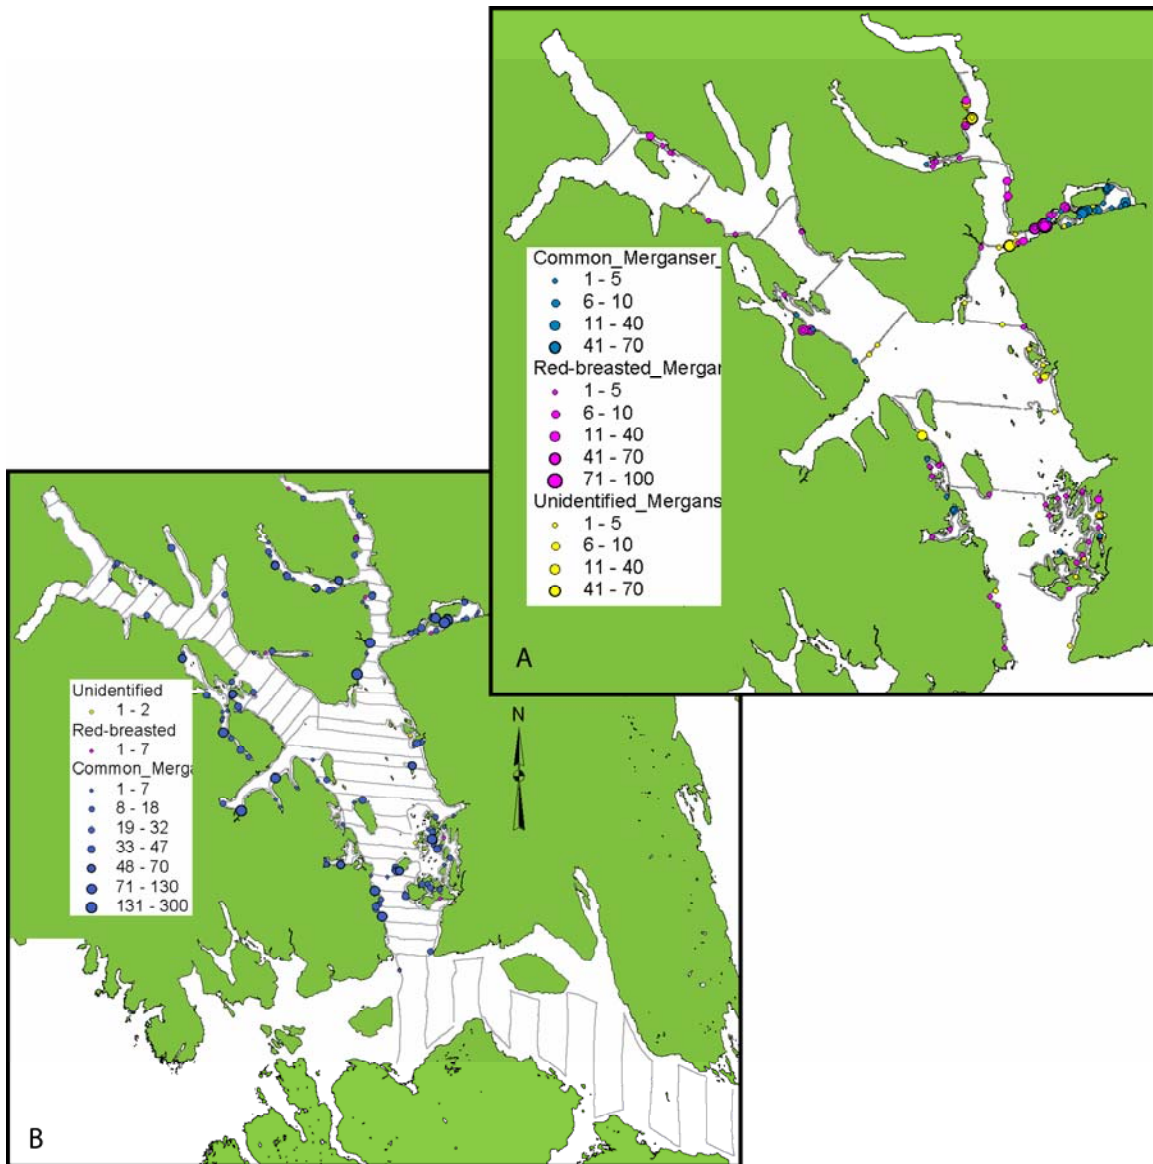 Common_Merganser_
1 - 5
6 - 10
11 - 40
41 - 70
Red-breasted_Mergar
1 - 5
6 - 10
11 - 40
41 - 70
71 - 100
Unidentified_Mergans
1 - 5
6 - 10
11 - 40
41 - 70
A
Unidentified
1 - 2
Red-breasted
1 - 7
Common_Merga
1 - 7
8 - 18
19 - 32
33 - 47
48 - 70
71 - 130
131 - 300
N
B